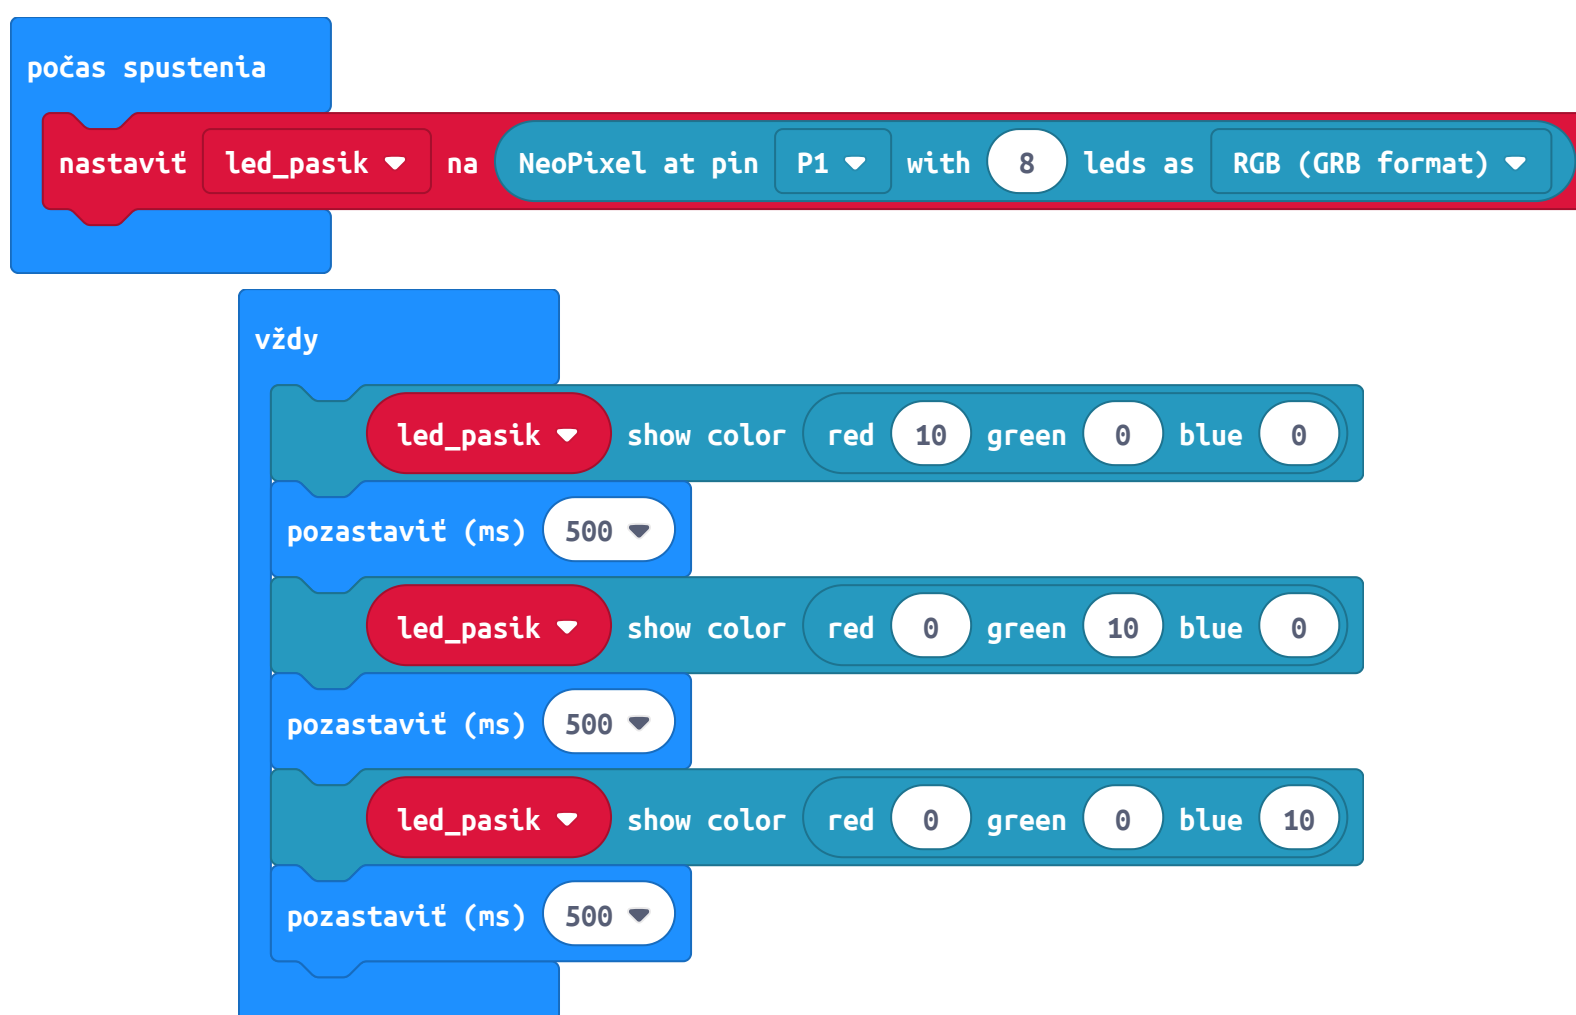 počas spustenia
nastaviť led_pasik na NeoPixel at pin P1 with 8 leds as RGB (GRB format)
vždy
led_pasik show color red 10 green 0 blue 0
pozastaviť (ms) 500
led_pasik show color red 0 green 10 blue 0
pozastaviť (ms) 500
led_pasik show color red 0 green 0 blue 10
pozastaviť (ms) 500